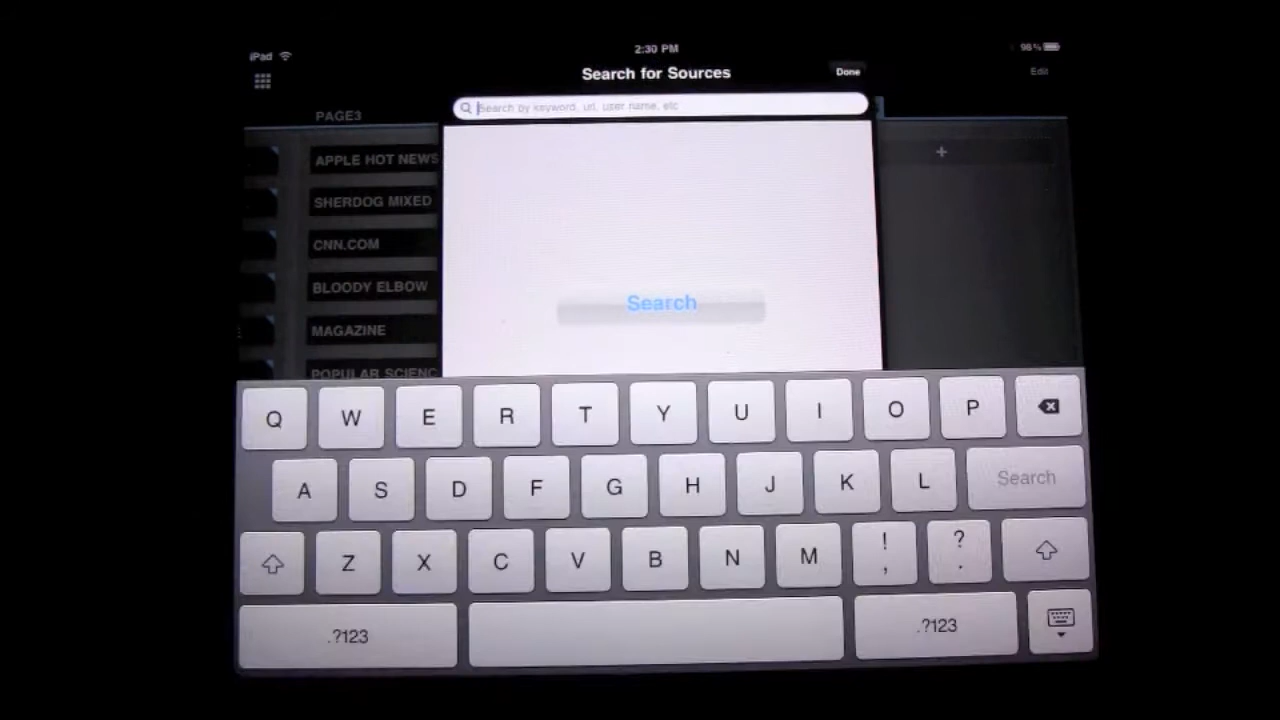 iPad
2:30 PM
98%
Search for Sources
Done
Edit
Search by keyword, url, user name, etc
PAGE3
+
APPLE HOT NEWS
SHERDOG MIXED
CNN.COM
BLOODY ELBOW
MAGAZINE
POPULAR SCIENC
Search
Q W E R T Y U I O P
A S D F G H J K L Search
Z X C V B N M ! , ? .
.?123 .?123